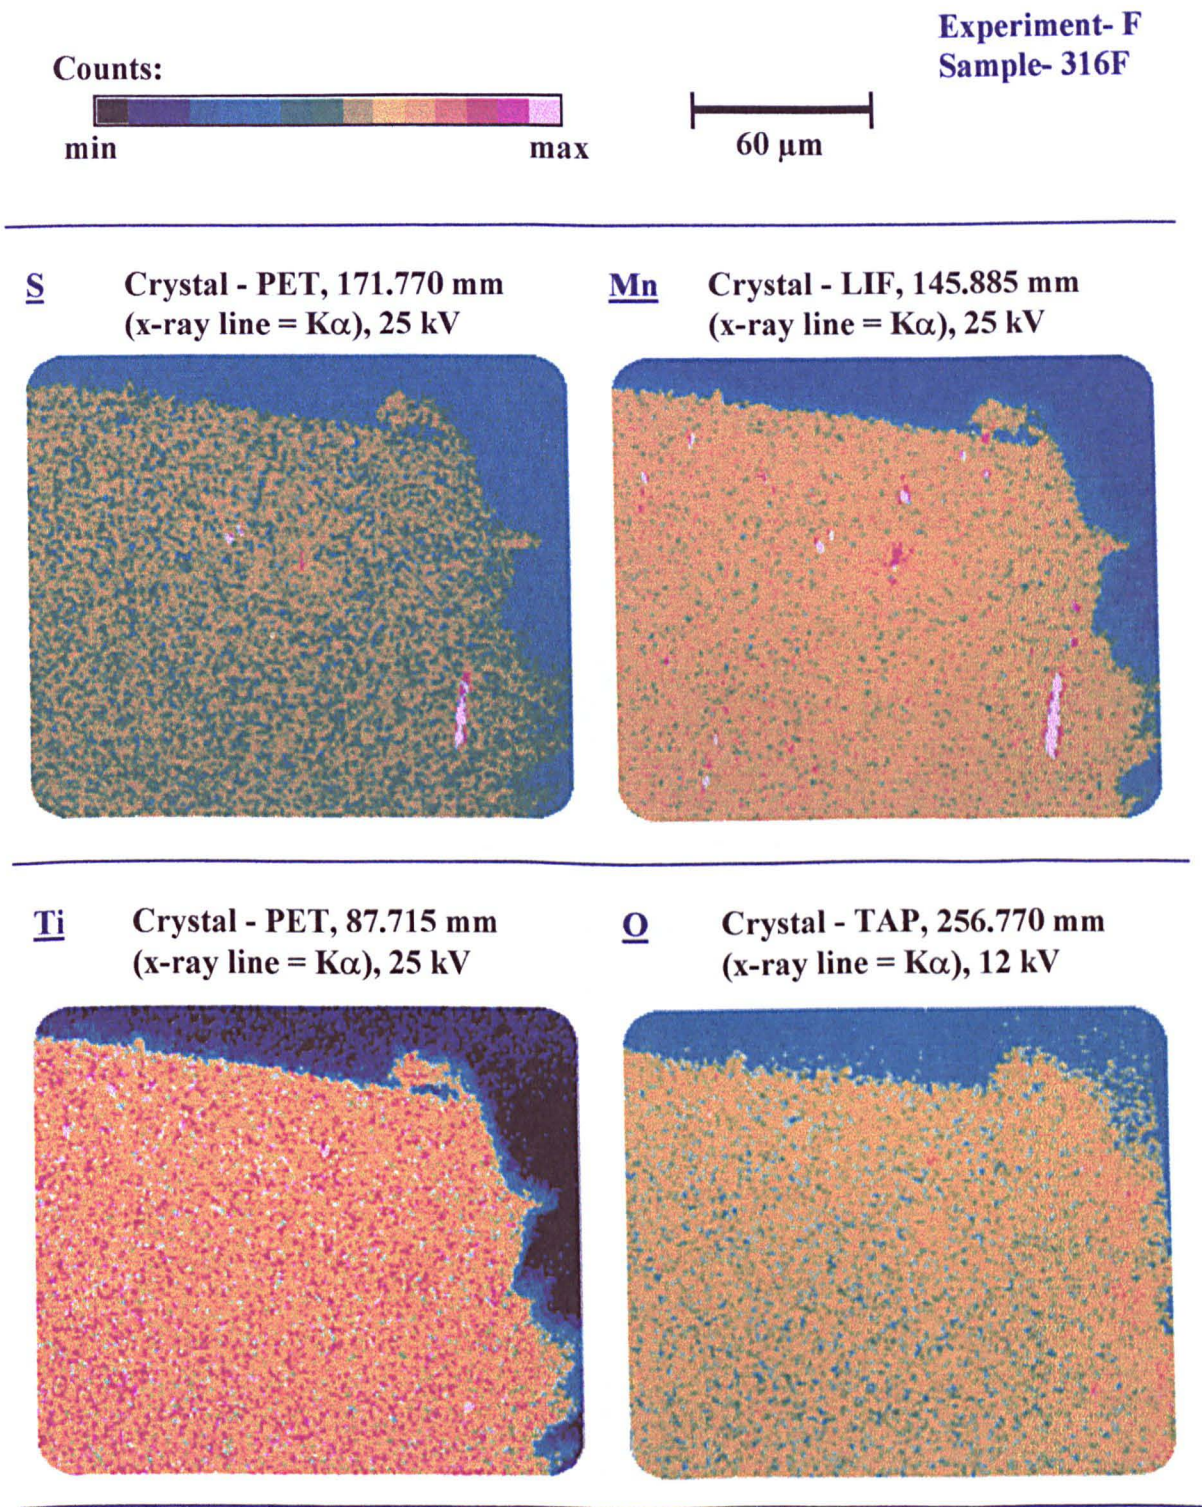 Experiment- F
Sample- 316F
Counts:
min
max
60 µm
S
Crystal - PET, 171.770 mm
(x-ray line = Kα), 25 kV
Mn
Crystal - LIF, 145.885 mm
(x-ray line = Kα), 25 kV
Ti
Crystal - PET, 87.715 mm
(x-ray line = Kα), 25 kV
O
Crystal - TAP, 256.770 mm
(x-ray line = Kα), 12 kV